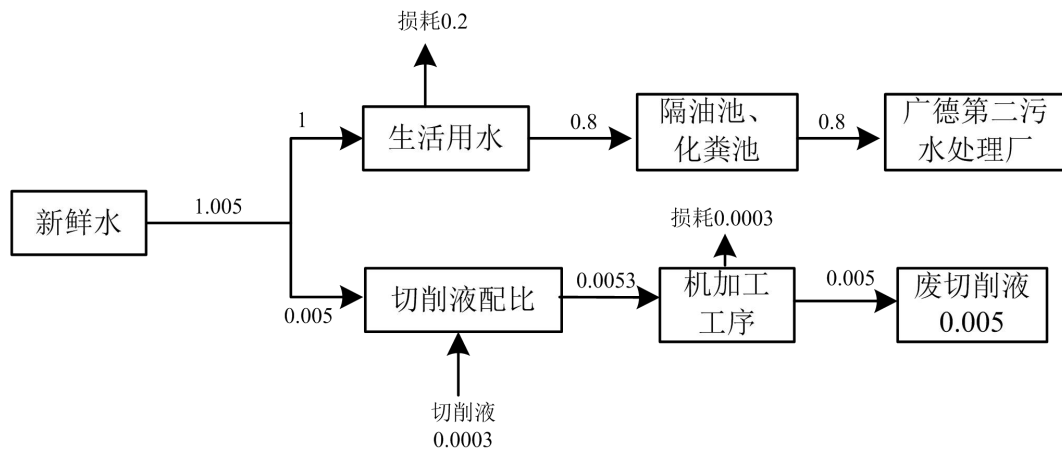 损耗0.2
1
生活用水
0.8
隔油池、
化粪池
0.8
广德第二污
水处理厂
新鲜水
1.005
损耗0.0003
0.005
切削液配比
0.0053
机加工
工序
0.005
废切削液
0.005
切削液
0.0003